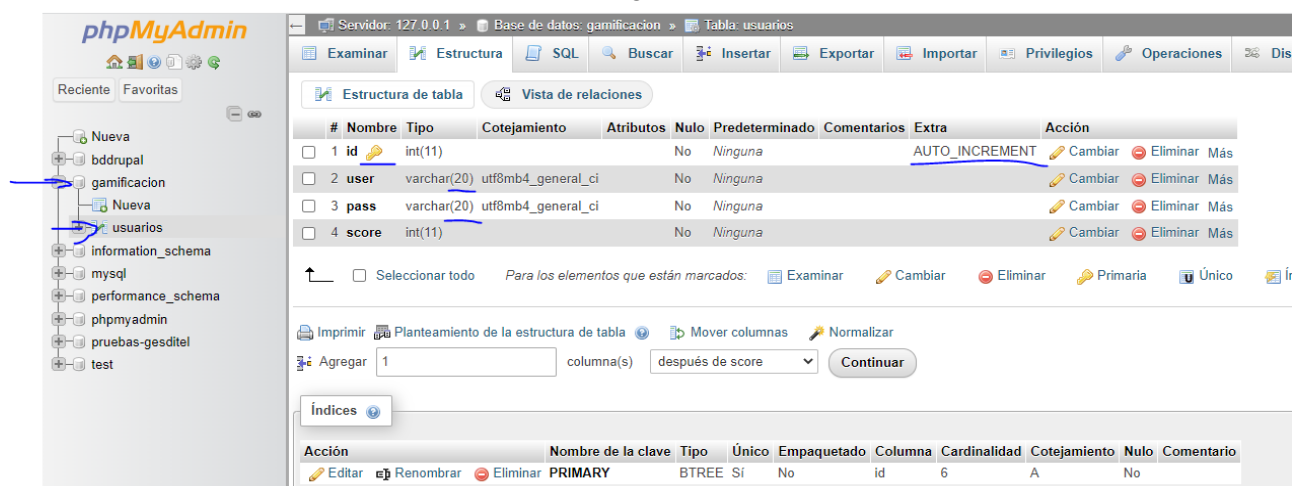 phpMyAdmin
Reciente Favoritas
Nueva
bddrupal
gamificacion
Nueva
usuarios
information_schema
mysql
performance_schema
phpmyadmin
pruebas-gesditel
test
Servidor: 127.0.0.1 » Base de datos: gamificacion » Tabla: usuarios
Examinar Estructura SQL Buscar Insertar Exportar Importar Privilegios Operaciones Dis
Estructura de tabla Vista de relaciones
# Nombre Tipo Cotejamiento Atributos Nulo Predeterminado Comentarios Extra Acción
1 id int(11) No Ninguna AUTO_INCREMENT Cambiar Eliminar Más
2 user varchar(20) utf8mb4_general_ci No Ninguna Cambiar Eliminar Más
3 pass varchar(20) utf8mb4_general_ci No Ninguna Cambiar Eliminar Más
4 score int(11) No Ninguna Cambiar Eliminar Más
Seleccionar todo Para los elementos que están marcados: Examinar Cambiar Eliminar Primaria Único Ín
Imprimir Planteamiento de la estructura de tabla Mover columnas Normalizar
Agregar 1 columna(s) después de score Continuar
Índices
Acción Nombre de la clave Tipo Único Empaquetado Columna Cardinalidad Cotejamiento Nulo Comentario
Editar Renombrar Eliminar PRIMARY BTREE Sí No id 6 A No